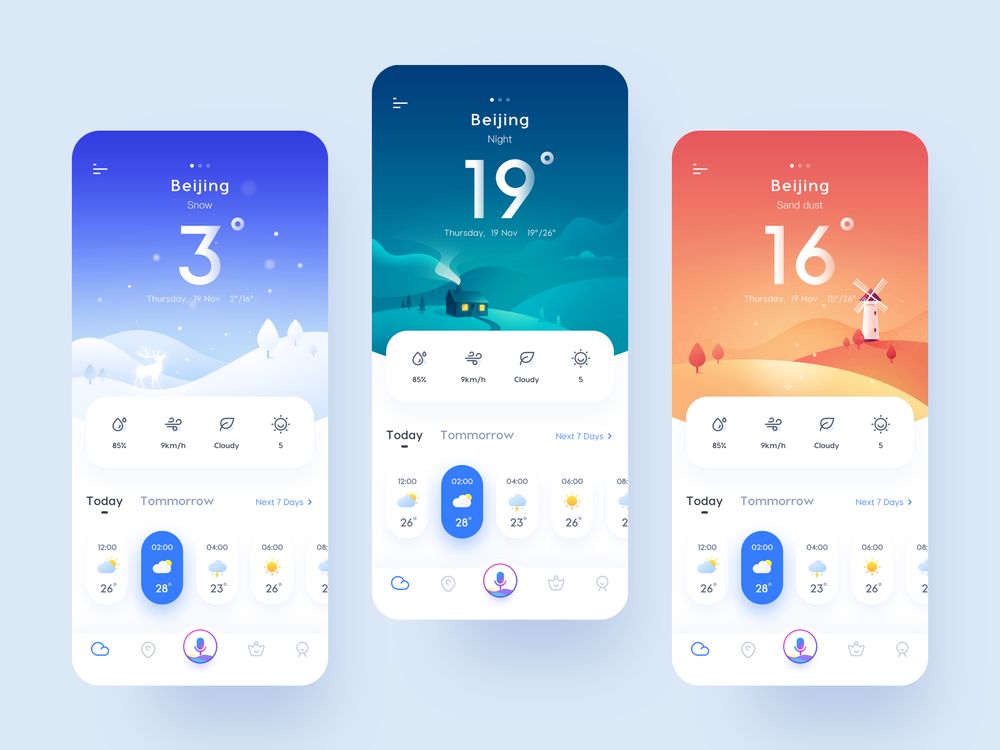 Beijing
Snow
3°
Thursday, 19 Nov 2°/16°
85% 9km/h Cloudy 5
Today Tommorrow Next 7 Days
12:00 02:00 04:00 06:00 08:
26° 28° 23° 26° 2
Beijing
Night
19°
Thursday, 19 Nov 19°/26°
85% 9km/h Cloudy 5
Today Tommorrow Next 7 Days
12:00 02:00 04:00 06:00 08:
26° 28° 23° 26° 2
Beijing
Sand dust
16°
Thursday, 19 Nov 15°/26°
85% 9km/h Cloudy 5
Today Tommorrow Next 7 Days
12:00 02:00 04:00 06:00 08:
26° 28° 23° 26° 2